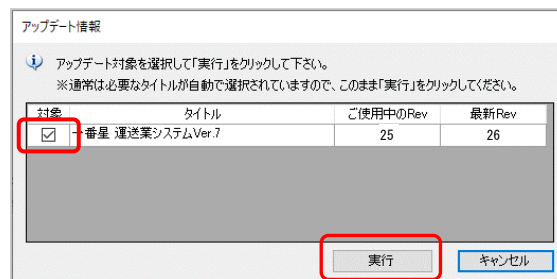 アップデート情報
アップデート対象を選択して「実行」をクリックして下さい。
※通常は必要なタイトルが自動で選択されていますので、このまま「実行」をクリックしてください。
対象 タイトル ご使用中のRev 最新Rev
一番星 運送業システムVer.7 25 26
実行 キャンセル